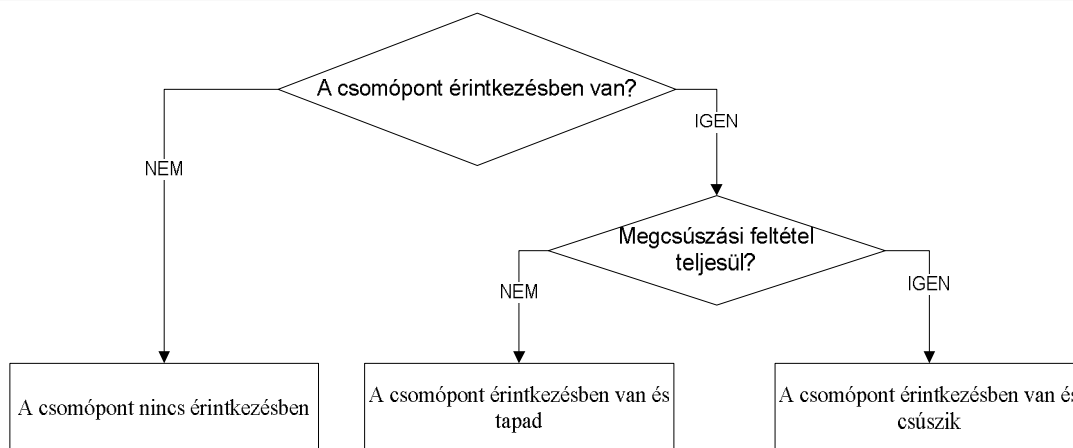 A csomópont érintkezésben van?
IGEN
NEM
Megcsúszási feltétel
teljesül?
NEM
IGEN
A csomópont nincs érintkezésben
A csomópont érintkezésben van és
tapad
A csomópont érintkezésben van és
csúszik